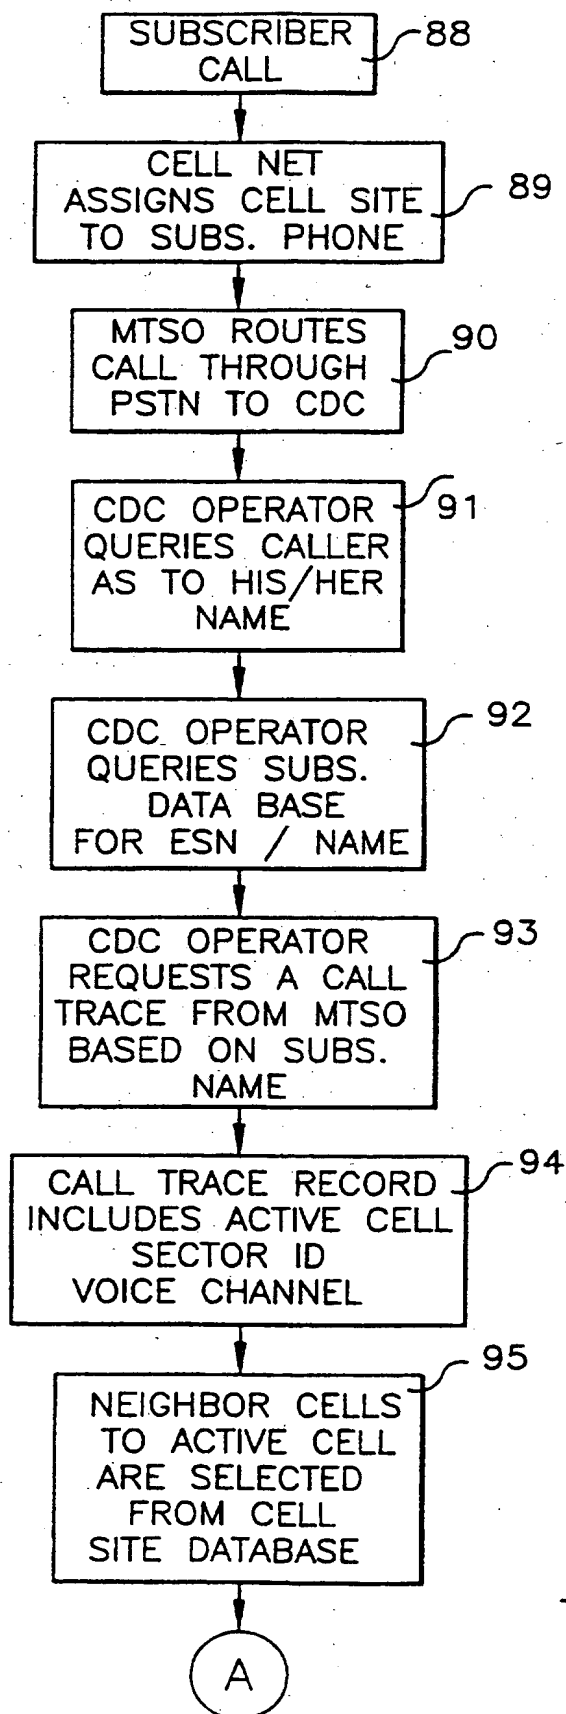 SUBSCRIBER
CALL
88
CELL NET
ASSIGNS CELL SITE
TO SUBS. PHONE
89
MTSO ROUTES
CALL THROUGH
PSTN TO CDC
90
CDC OPERATOR
QUERIES CALLER
AS TO HIS/HER
NAME
91
CDC OPERATOR
QUERIES SUBS.
DATA BASE
FOR ESN / NAME
92
CDC OPERATOR
REQUESTS A CALL
TRACE FROM MTSO
BASED ON SUBS.
NAME
93
CALL TRACE RECORD
INCLUDES ACTIVE CELL
SECTOR ID
VOICE CHANNEL
94
NEIGHBOR CELLS
TO ACTIVE CELL
ARE SELECTED
FROM CELL
SITE DATABASE
95
A